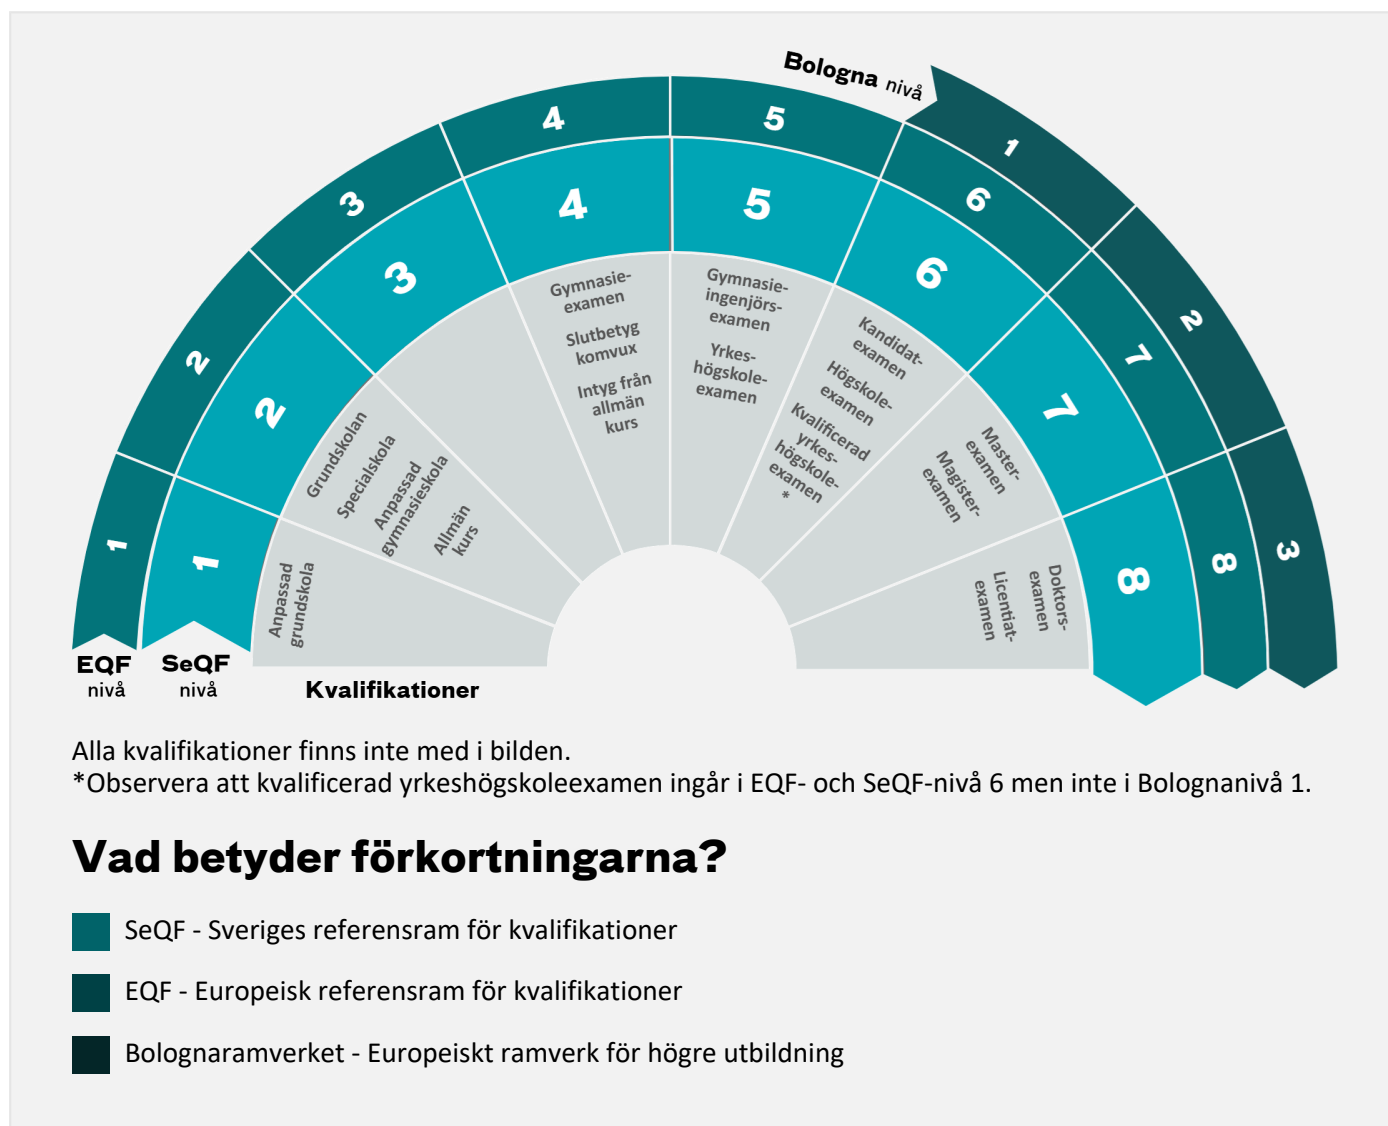 Bologna nivå
1
2
3
1
2
3
4
5
6
7
8
1
2
3
4
5
6
7
8
Anpassad
grundskola
Grundskolan
Specialskola
Anpassad
gymnasieskola
Allmän
kurs
Gymnasie-
examen
Slutbetyg
komvux
Intyg från
allmän
kurs
Gymnasie-
ingenjörs-
examen
Yrkes-
högskole-
examen
Kandidat-
examen
Högskole-
examen
Kvalificerad
yrkes-
högskole-
examen
*
Master-
examen
Magister-
examen
Doktors-
examen
Licentiat-
examen
EQF
nivå
SeQF
nivå
Kvalifikationer
Alla kvalifikationer finns inte med i bilden.
*Observera att kvalificerad yrkeshögskoleexamen ingår i EQF- och SeQF-nivå 6 men inte i Bolognanivå 1.
Vad betyder förkortningarna?
SeQF - Sveriges referensram för kvalifikationer
EQF - Europeisk referensram för kvalifikationer
Bolognaramverket - Europeiskt ramverk för högre utbildning